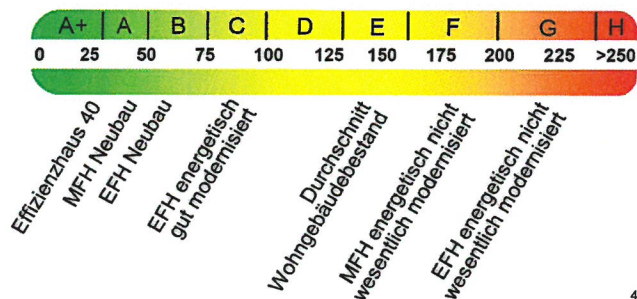 A+ A B C D E F G H
0 25 50 75 100 125 150 175 200 225 >250
Effizienzhaus 40
MFH Neubau
EFH Neubau
EFH energetisch
gut modernisiert
Durchschnitt
Wohngebäudebestand
MFH energetisch nicht
wesentlich modernisiert
EFH energetisch nicht
wesentlich modernisiert